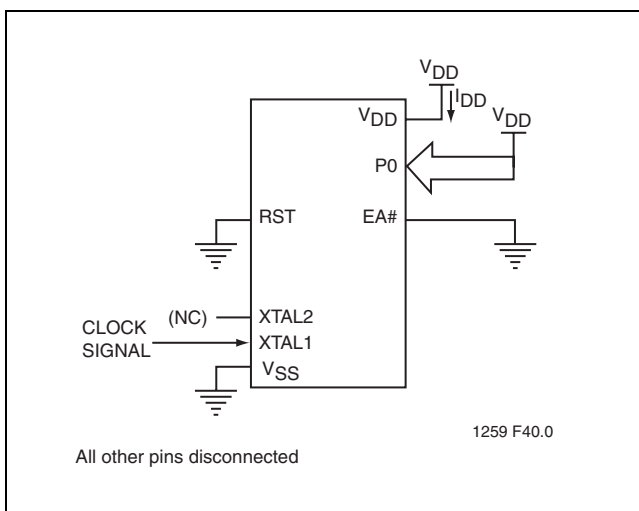 VDD
IDD
VDD
VDD
P0
RST
EA#
(NC)
XTAL2
CLOCK
SIGNAL
XTAL1
VSS
1259 F40.0
All other pins disconnected